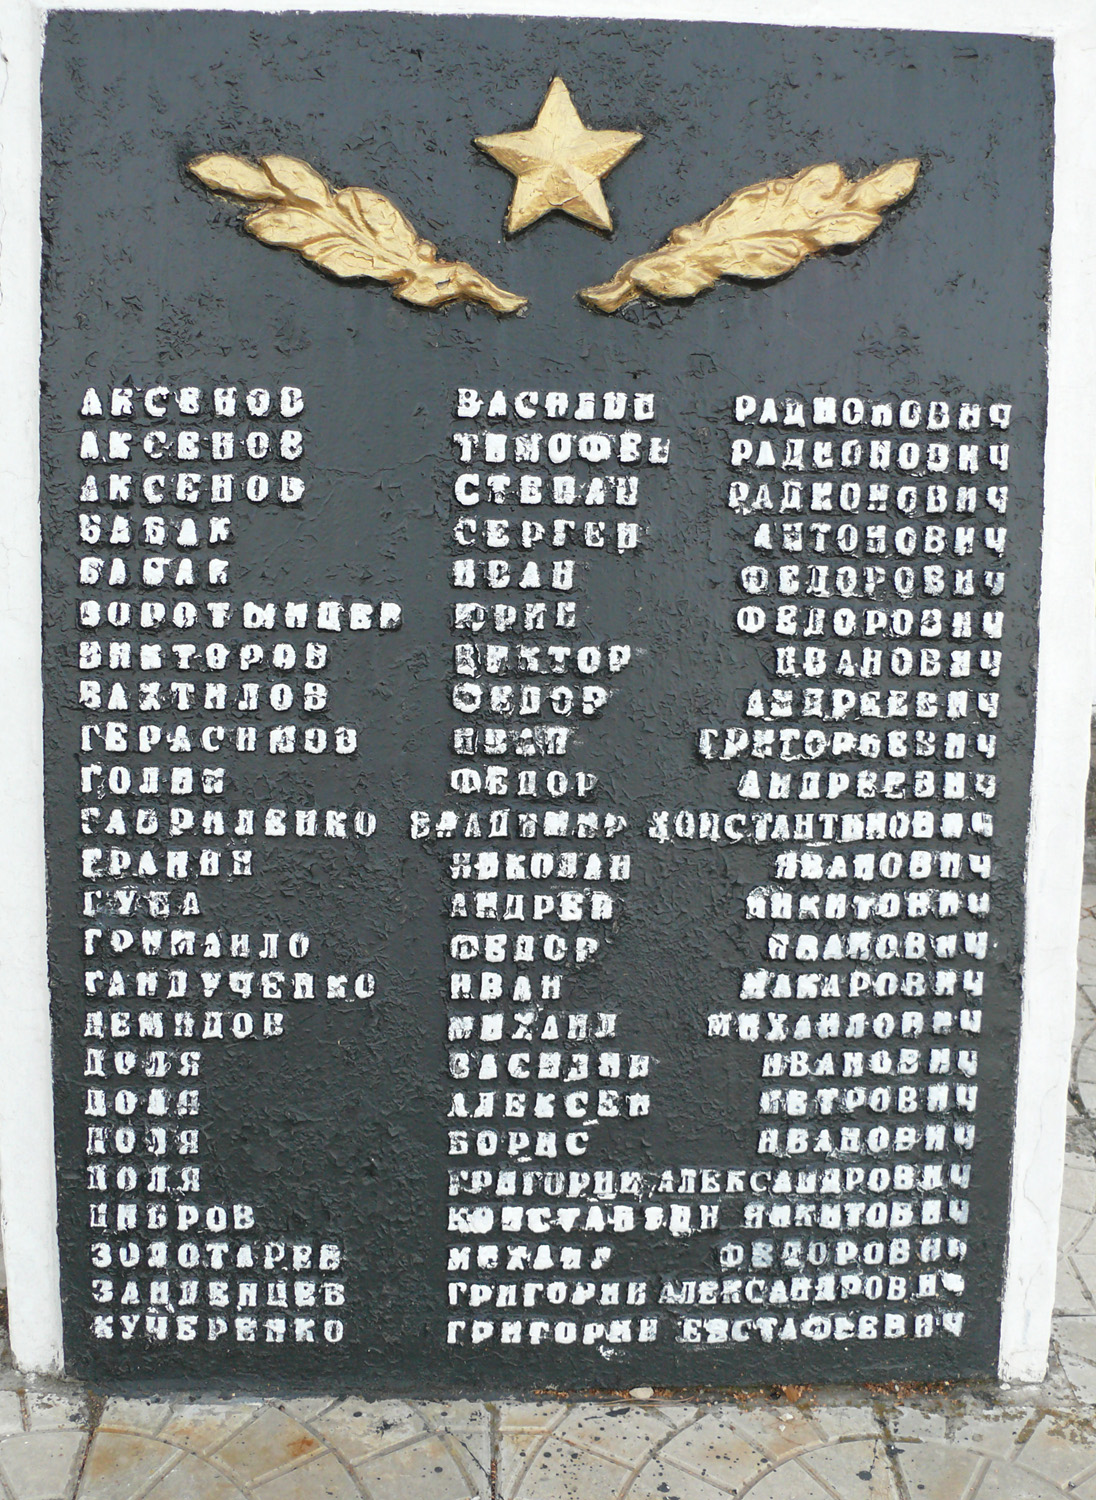 АКСЕНОВ ВАСИЛИЙ РАДИОНОВИЧ
АКСЕНОВ ТИМОФЕЙ РАДИОНОВИЧ
АКСЕНОВ СТЕПАН РАДИОНОВИЧ
БАБАК СЕРГЕЙ АНТОНОВИЧ
БАБАК ИВАН ФЕДОРОВИЧ
ВОРОТЫНЦЕВ ЮРИЙ ФЕДОРОВИЧ
ВИКТОРОВ ВИКТОР ИВАНОВИЧ
ВАХТИЛОВ ФЕДОР АНДРЕЕВИЧ
ГЕРАСИМОВ ИВАН ГРИГОРЬЕВИЧ
ФЕДОР АНДРЕЕВИЧ
ГАВРИЛЕНКО ВЛАДИМИР КОНСТАНТИНОВИЧ
НИКОЛАЙ ИВАНОВИЧ
ГУБА АНДРЕЙ НИКИТОВИЧ
ФЕДОР ИВАНОВИЧ
ГАНДУЧЕНКО ИВАН МАКАРОВИЧ
ДЕМИДОВ МИХАИЛ МИХАЙЛОВИЧ
ДОЛЯ ВАСИЛИЙ ИВАНОВИЧ
ДОЛЯ АЛЕКСЕЙ ПЕТРОВИЧ
ДОЛЯ БОРИС ИВАНОВИЧ
ДОЛЯ ГРИГОРИЙ АЛЕКСАНДРОВИЧ
КОНСТАНТИН НИКИТОВИЧ
ЗОЛОТАРЕВ МИХАИЛ ФЕДОРОВИЧ
ГРИГОРИЙ АЛЕКСАНДРОВИЧ
КУЧЕРЕНКО ГРИГОРИЙ ЕВСТАФЬЕВИЧ